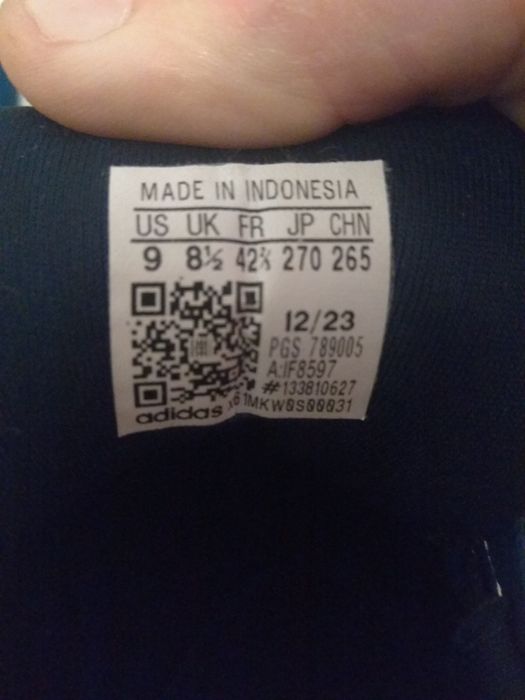 MADE IN INDONESIA
US UK FR JP CHN
9 8½ 42⅔ 270 265
12/23
PGS 789005
A:IF8597
#133810627
adidas 61MKW0S00031